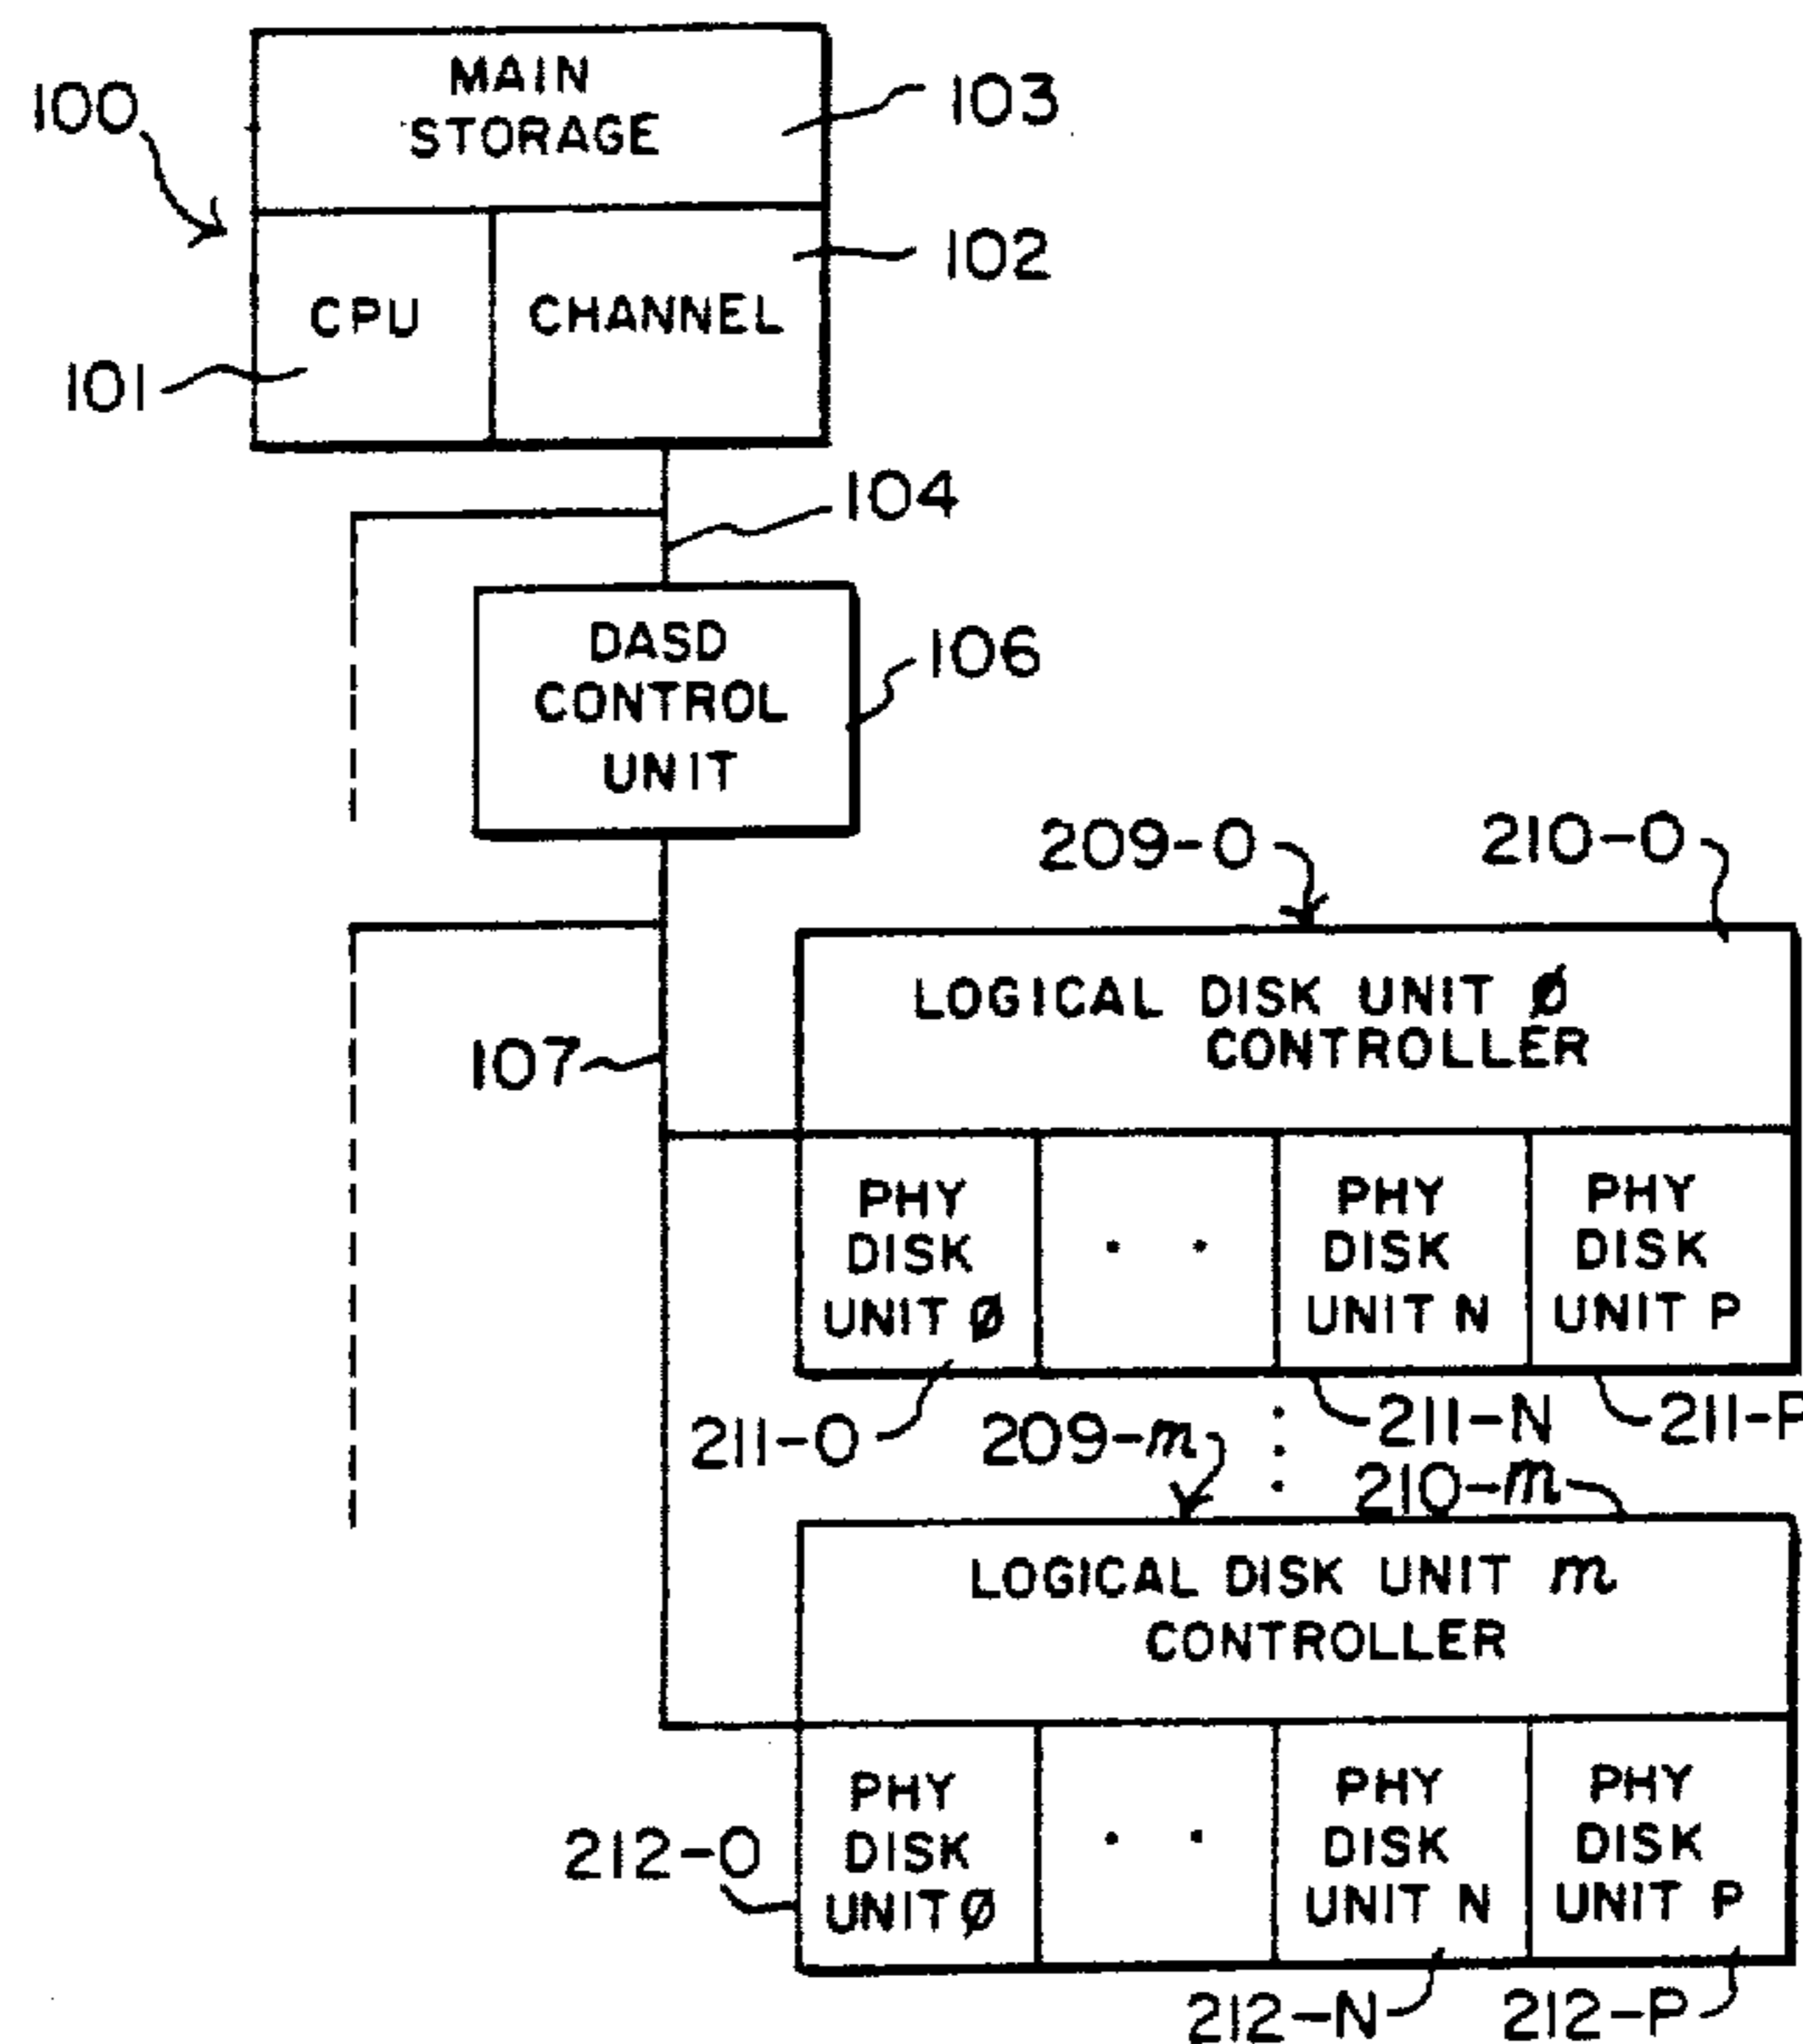 MAIN
STORAGE
100
103
102
CPU
CHANNEL
101
104
DASD
CONTROL
UNIT
106
209-0
210-0
LOGICAL DISK UNIT Ø
CONTROLLER
107
PHY
DISK
UNIT Ø
. .
PHY
DISK
UNIT N
PHY
DISK
UNIT P
211-0
209-m
211-N
211-P
210-m
LOGICAL DISK UNIT m
CONTROLLER
PHY
DISK
UNIT Ø
. .
PHY
DISK
UNIT N
PHY
DISK
UNIT P
212-0
212-N
212-P